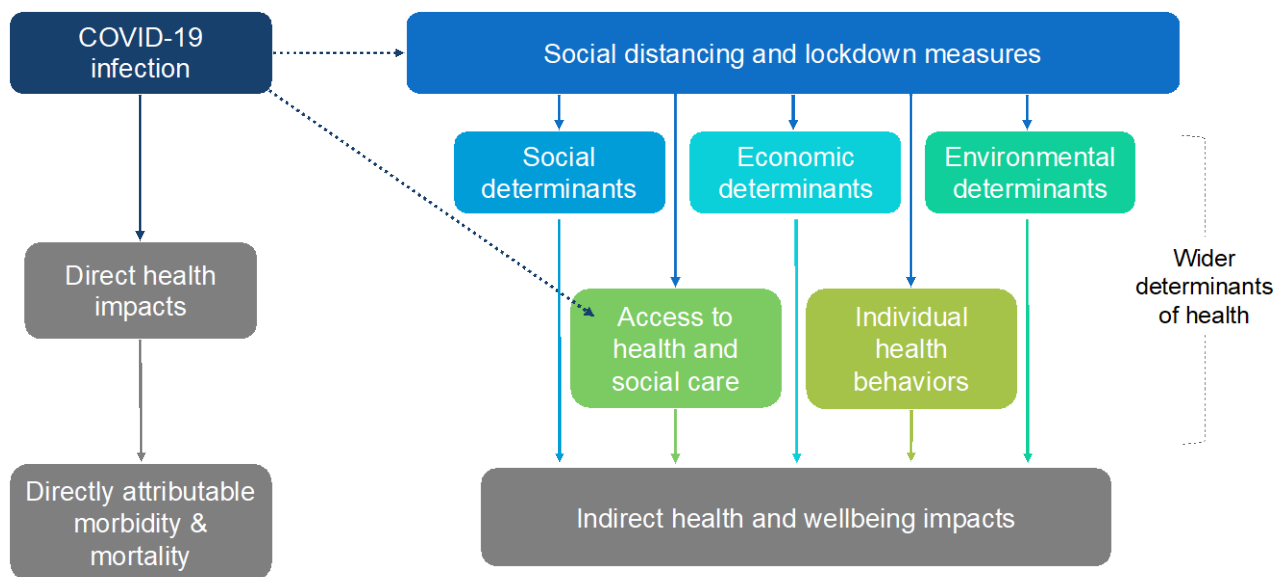 COVID-19
infection
Social distancing and lockdown measures
Social
determinants
Economic
determinants
Environmental
determinants
Direct health
impacts
Wider
determinants
of health
Access to
health and
social care
Individual
health
behaviors
Directly attributable
morbidity &
mortality
Indirect health and wellbeing impacts